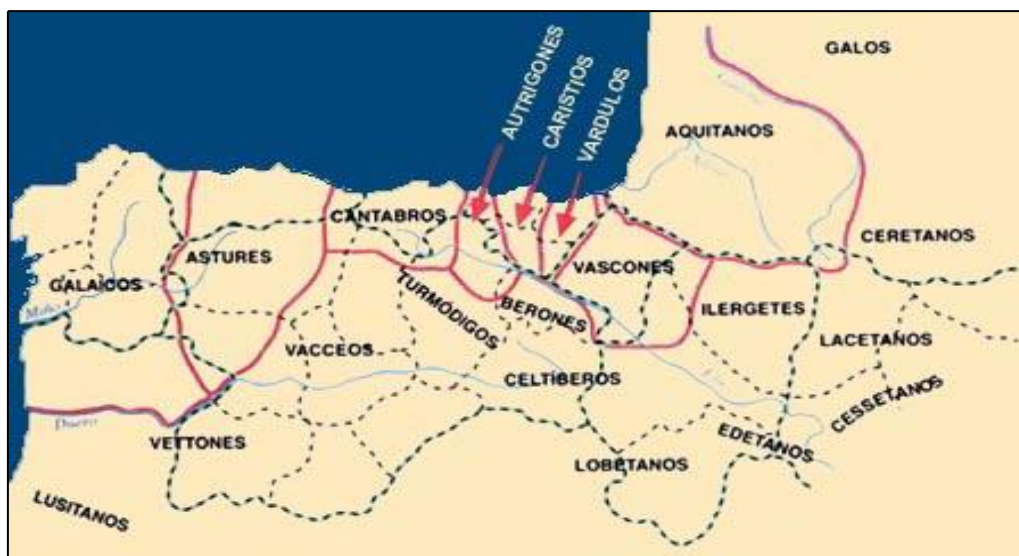 GALOS
AUTRIGONES
CARISTIOS
VARDULOS
AQUITANOS
CANTABROS
CERETANOS
ASTURES
VASCONES
GALAICOS
TURMÓDIGOS
BERONES
ILERGETES
VACCEOS
LACETANOS
CELTIBEROS
CESSETANOS
VETTONES
EDETANOS
LOBETANOS
LUSITANOS
Duero